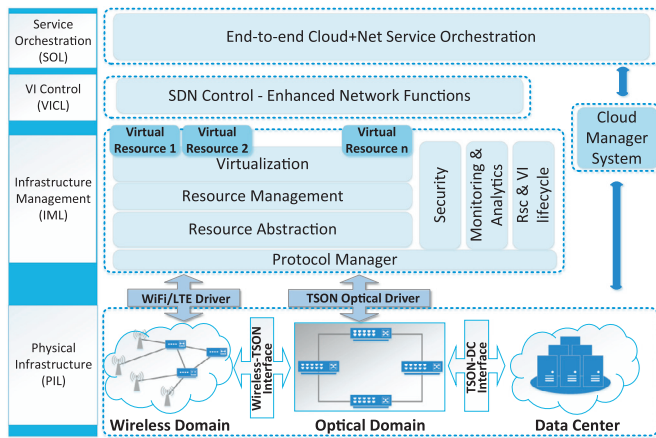 Service
Orchestration
(SOL)
End-to-end Cloud+Net Service Orchestration
VI Control
(VICL)
SDN Control - Enhanced Network Functions
Cloud
Manager
System
Infrastructure
Management
(IML)
Virtual
Resource 1
Virtual
Resource 2
Virtual
Resource n
Virtualization
Resource Management
Resource Abstraction
Security
Monitoring &
Analytics
Rsc & VI
lifecycle
Protocol Manager
WiFi/LTE Driver
TSON Optical Driver
Physical
Infrastructure
(PIL)
Wireless-TSON
Interface
TSON-DC
Interface
Wireless Domain
Optical Domain
Data Center